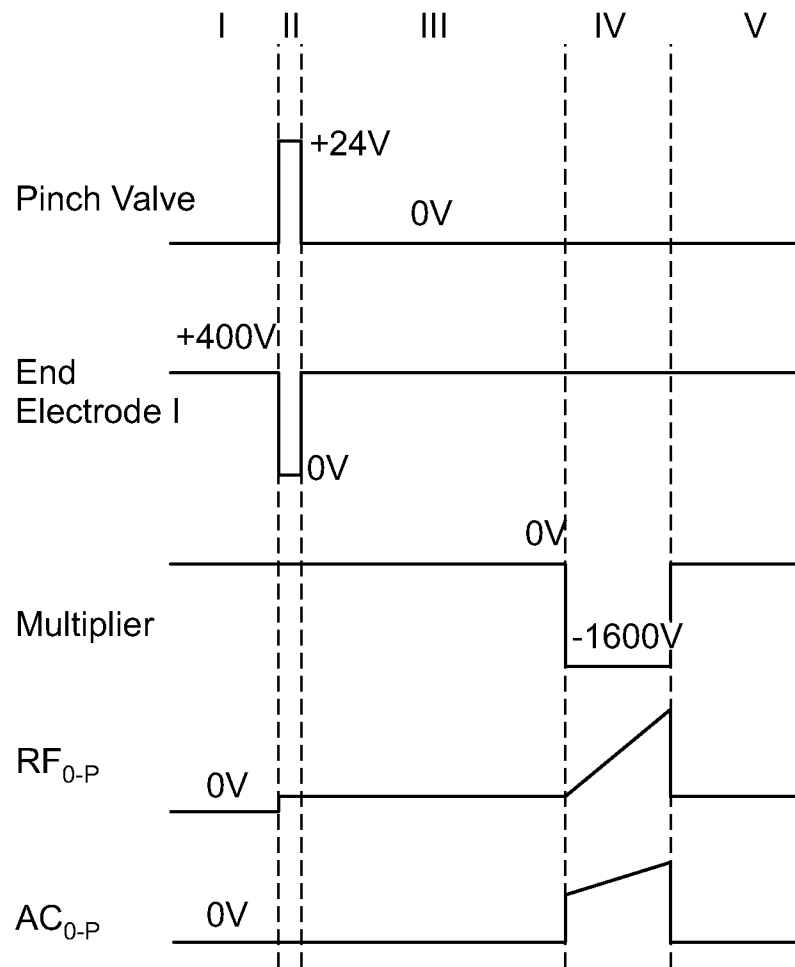 I II III IV V
+24V
Pinch Valve
0V
+400V
End
Electrode I
0V
0V
Multiplier
-1600V
RF0-P
0V
AC0-P
0V